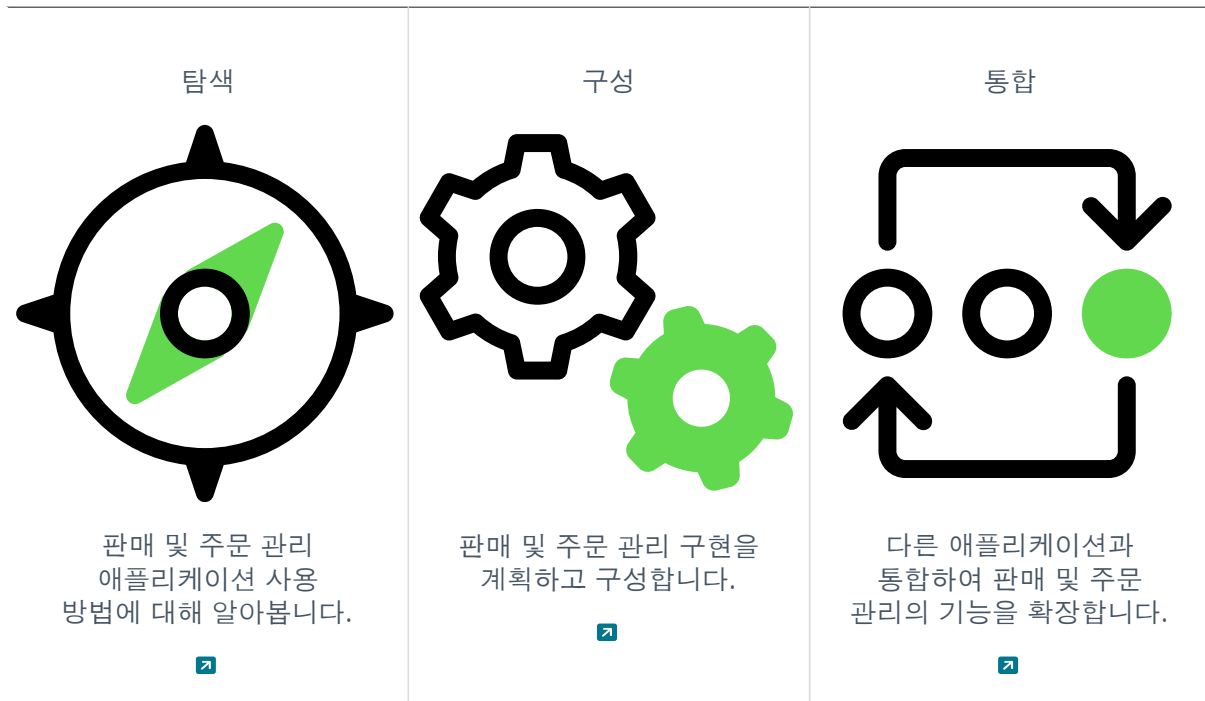 탐색
판매 및 주문 관리
애플리케이션 사용
방법에 대해 알아봅니다.
구성
판매 및 주문 관리 구현을
계획하고 구성합니다.
통합
다른 애플리케이션과
통합하여 판매 및 주문
관리의 기능을 확장합니다.